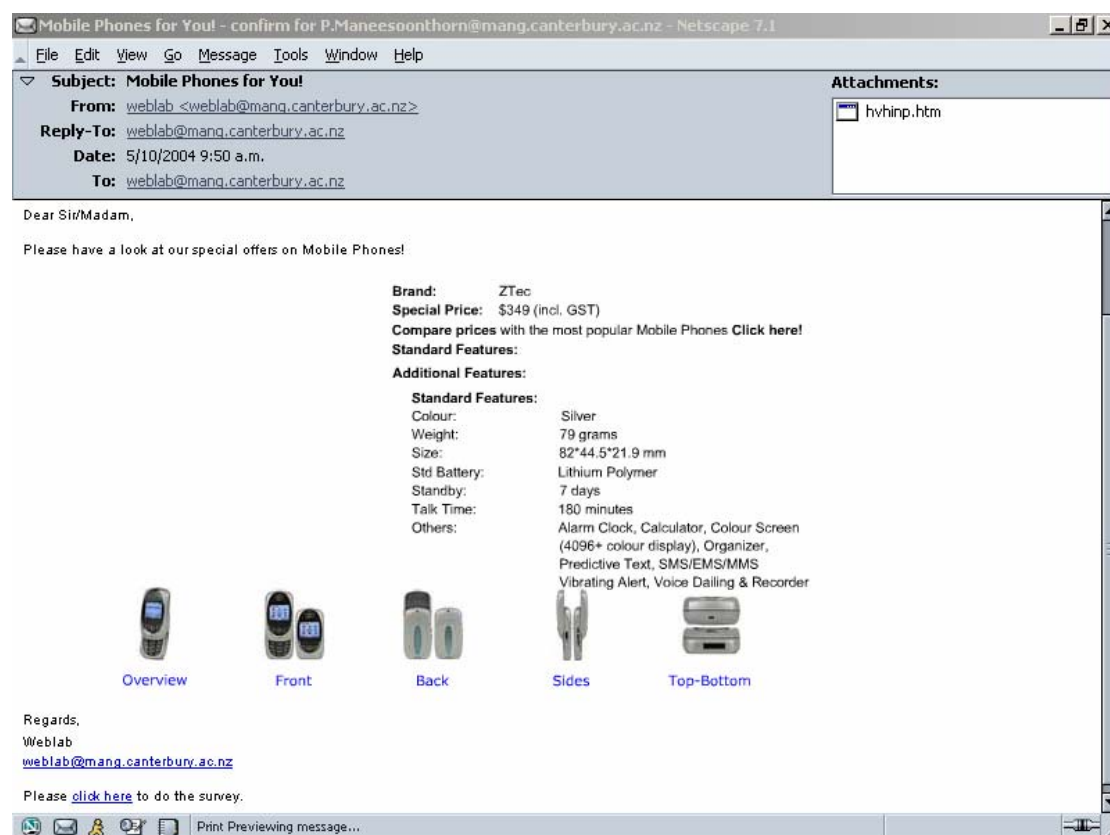 Mobile Phones for You! - confirm for P.Maneesoonthorn@mang.canterbury.ac.nz - Netscape 7.1
File Edit View Go Message Tools Window Help
Subject: Mobile Phones for You!
Attachments:
From: weblab <weblab@mang.canterbury.ac.nz>
hvhinp.htm
Reply-To: weblab@mang.canterbury.ac.nz
Date: 5/10/2004 9:50 a.m.
To: weblab@mang.canterbury.ac.nz
Dear Sir/Madam,
Please have a look at our special offers on Mobile Phones!
Brand: ZTec
Special Price: $349 (incl. GST)
Compare prices with the most popular Mobile Phones Click here!
Standard Features:
Additional Features:
Standard Features:
Colour: Silver
Weight: 79 grams
Size: 82*44.5*21.9 mm
Std Battery: Lithium Polymer
Standby: 7 days
Talk Time: 180 minutes
Others: Alarm Clock, Calculator, Colour Screen
(4096+ colour display), Organizer,
Predictive Text, SMS/EMS/MMS
Vibrating Alert, Voice Dailing & Recorder
Overview Front Back Sides Top-Bottom
Regards,
Weblab
weblab@mang.canterbury.ac.nz
Please click here to do the survey.
Print Previewing message...